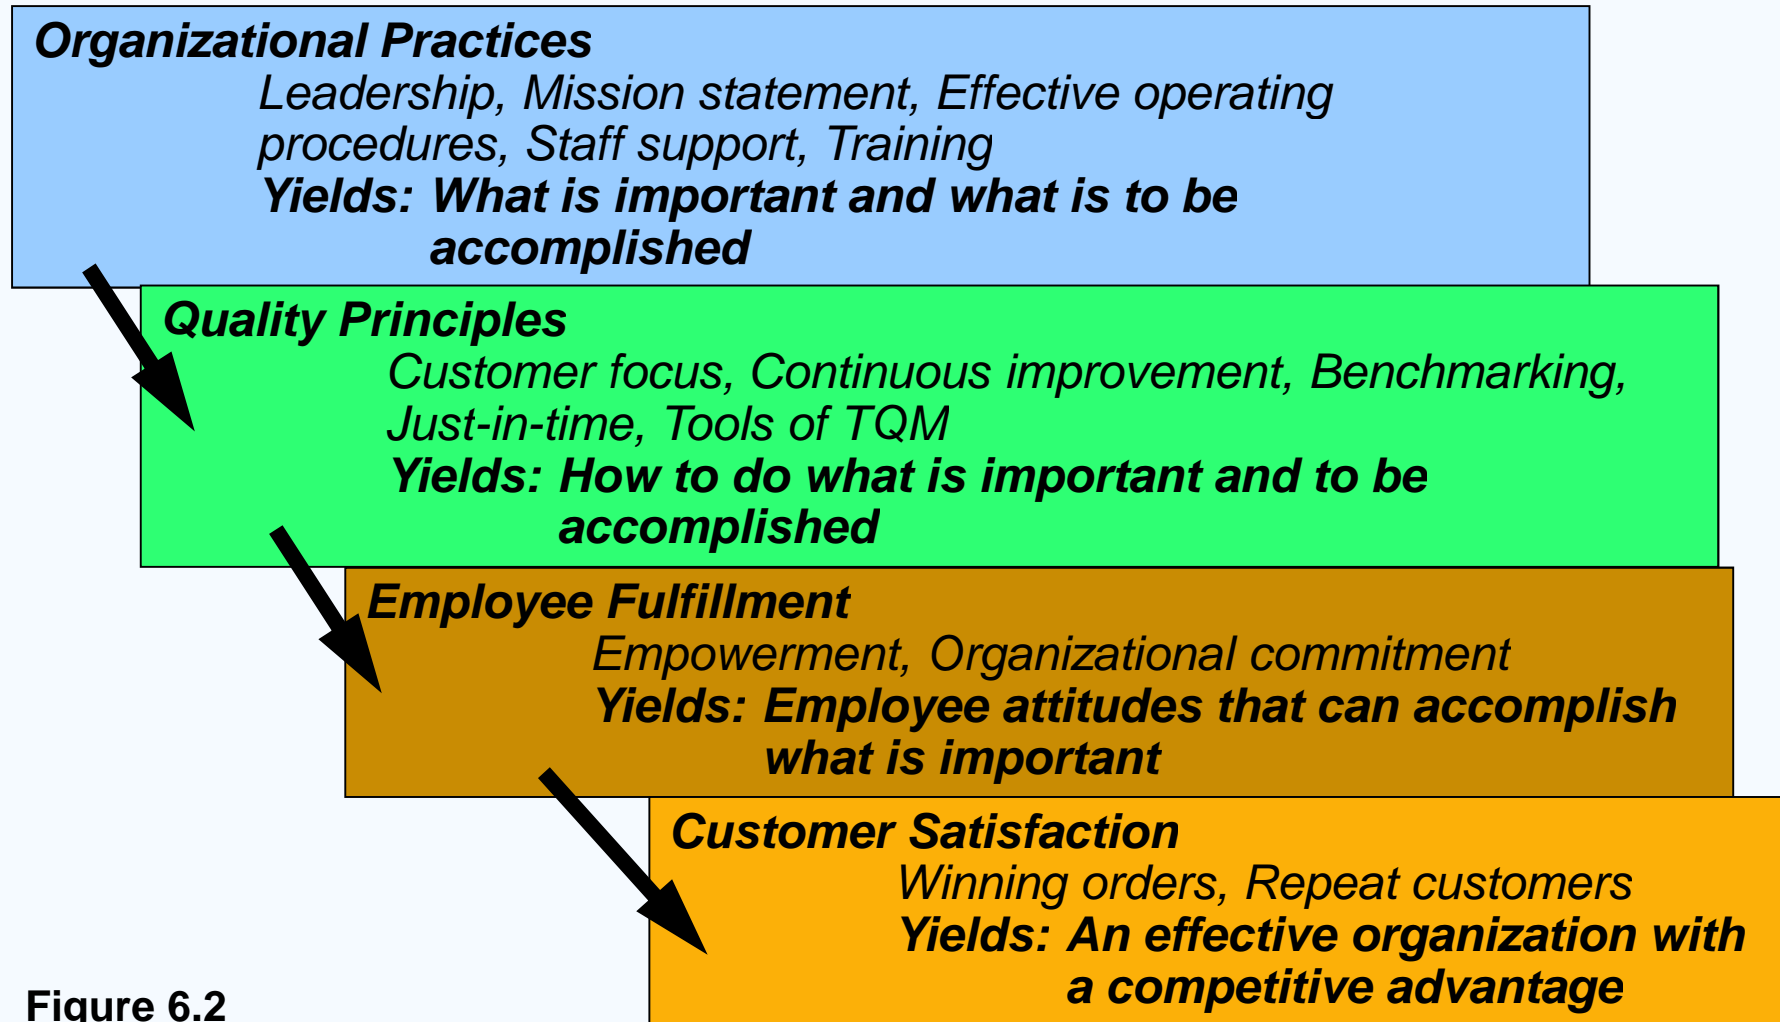 Organizational Practices
Leadership, Mission statement, Effective operating
procedures, Staff support, Training
Yields: What is important and what is to be
accomplished
Quality Principles
Customer focus, Continuous improvement, Benchmarking,
Just-in-time, Tools of TQM
Yields: How to do what is important and to be
accomplished
Employee Fulfillment
Empowerment, Organizational commitment
Yields: Employee attitudes that can accomplish
what is important
Customer Satisfaction
Winning orders, Repeat customers
Yields: An effective organization with
a competitive advantage
Figure 6.2